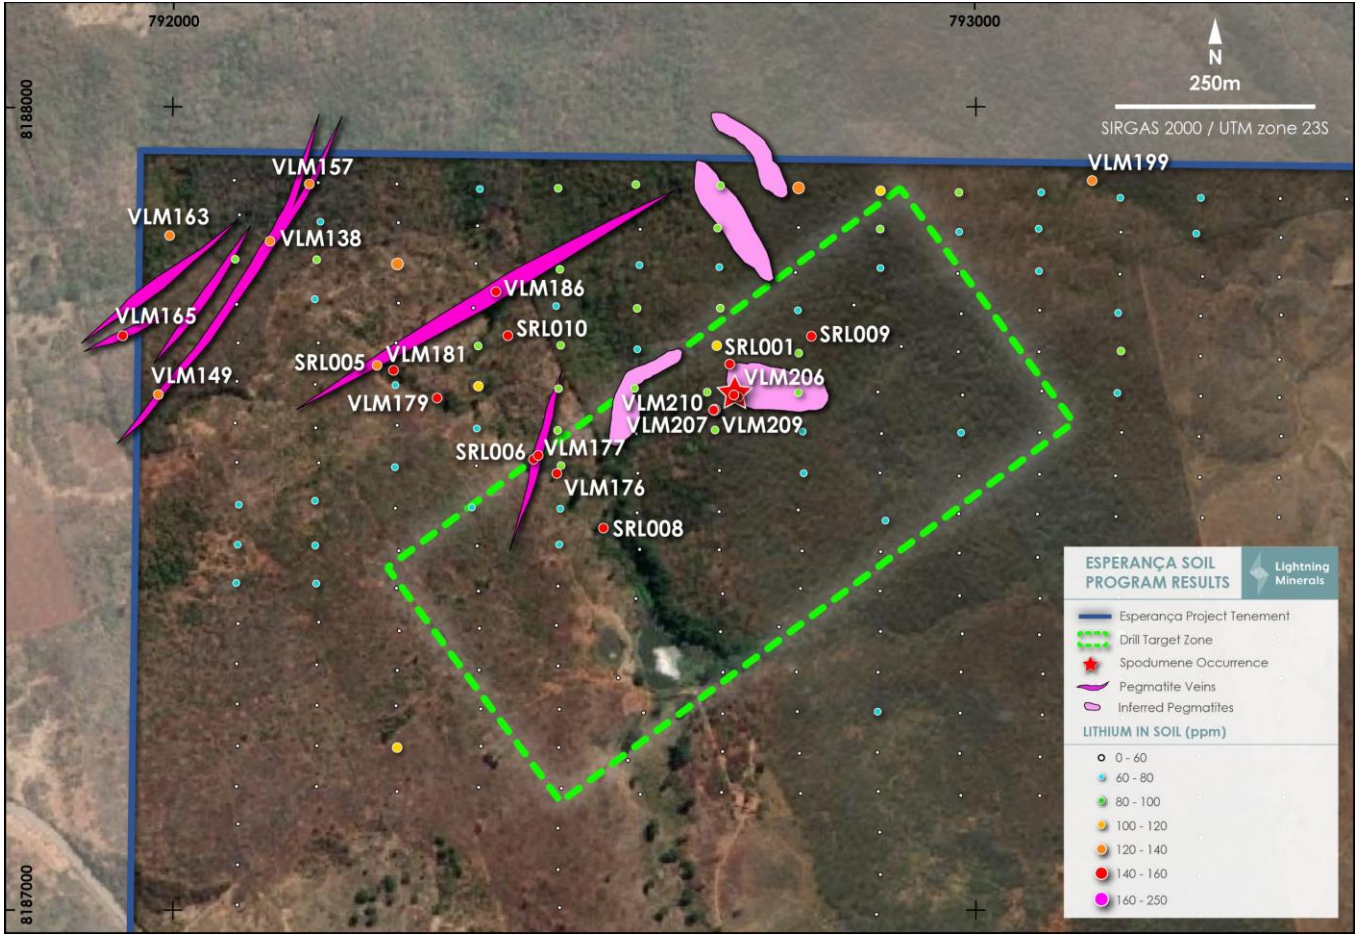 792000
793000
N
250m
SIRGAS 2000 / UTM zone 23S
8188000
VLM157
VLM199
VLM163
VLM138
VLM186
VLM165
SRL010
SRL009
SRL005
VLM181
SRL001
VLM149
VLM206
VLM179
VLM210
VLM207
VLM209
SRL006
VLM177
VLM176
SRL008
8187000
ESPERANÇA SOIL
PROGRAM RESULTS
Lightning
Minerals
Esperança Project Tenement
Drill Target Zone
Spodumene Occurrence
Pegmatite Veins
Inferred Pegmatites
LITHIUM IN SOIL (ppm)
0 - 60
60 - 80
80 - 100
100 - 120
120 - 140
140 - 160
160 - 250